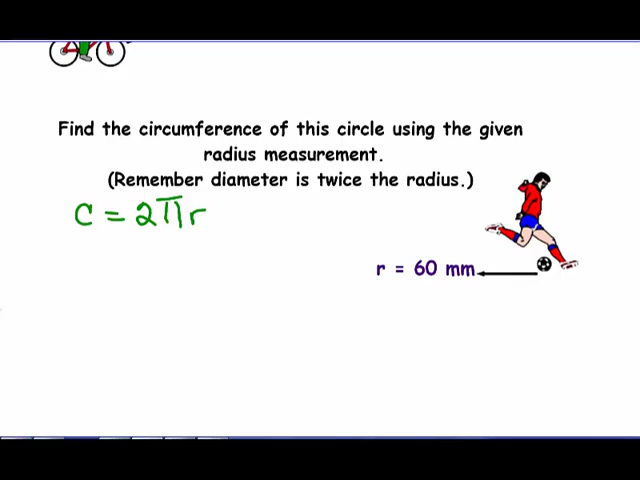 Find the circumference of this circle using the given
radius measurement.
(Remember diameter is twice the radius.)
C = 2πr
r = 60 mm